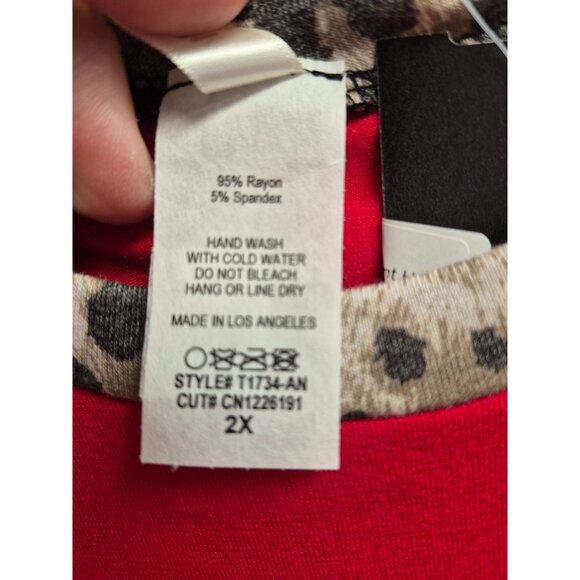 95% Rayon
5% Spandex
HAND WASH
WITH COLD WATER
DO NOT BLEACH
HANG OR LINE DRY
MADE IN LOS ANGELES
STYLE# T1734-AN
CUT# CN1226191
2X